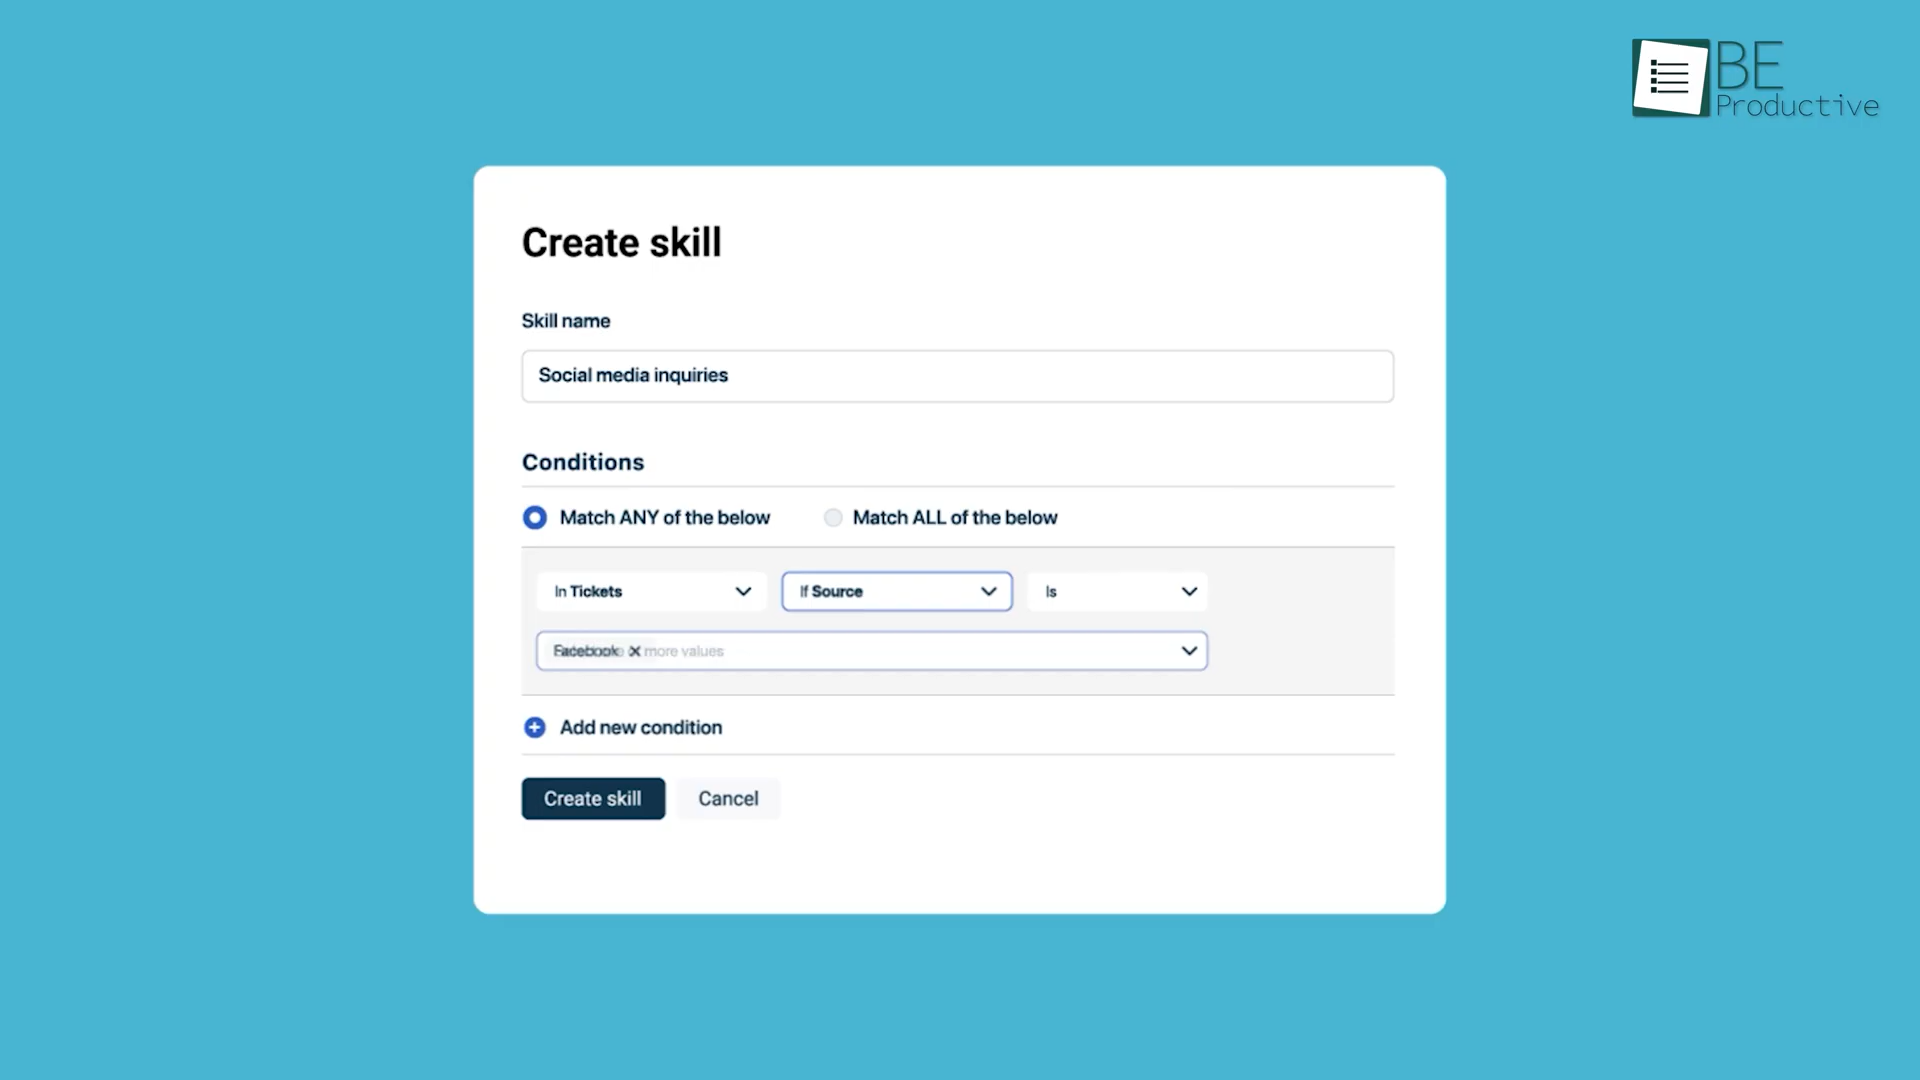 BE
Productive
Create skill
Skill name
Social media inquiries
Conditions
Match ANY of the below Match ALL of the below
In Tickets If Source Is
Facebook more values
Add new condition
Create skill Cancel